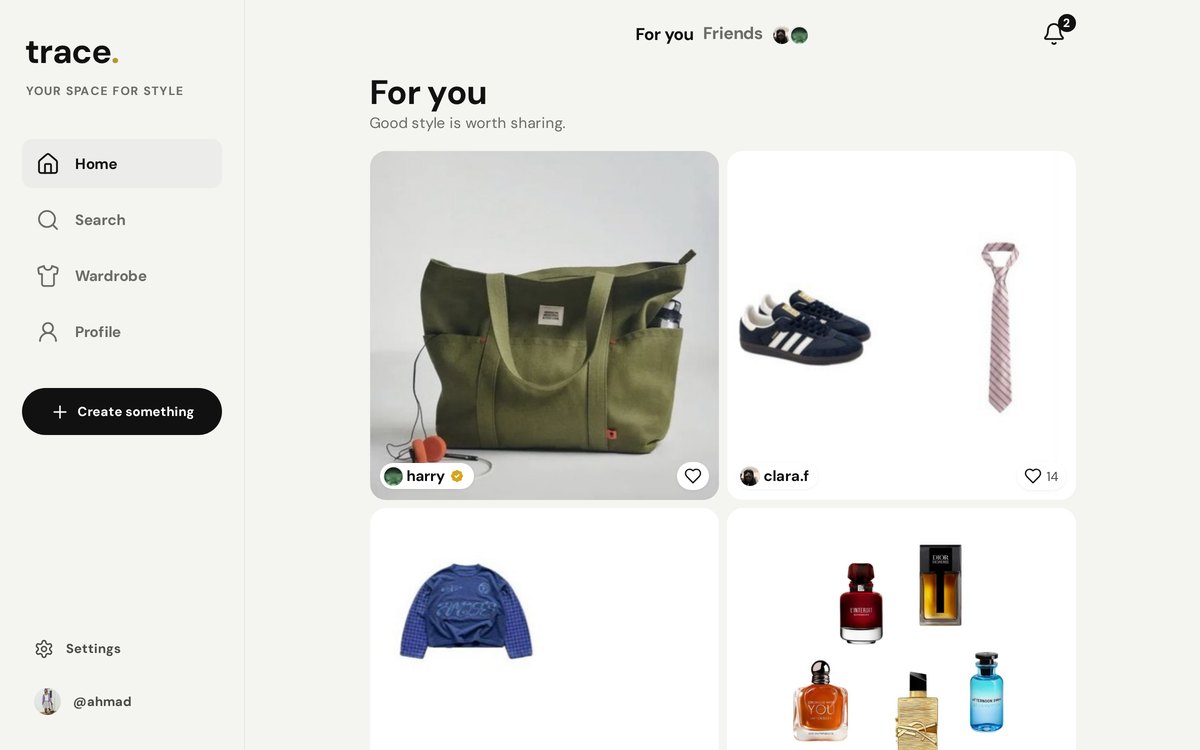 trace.
YOUR SPACE FOR STYLE
Home
Search
Wardrobe
Profile
Create something
Settings
@ahmad
For you Friends
2
For you
Good style is worth sharing.
harry
clara.f
14
DIOR
L'INTERDIT
YOU